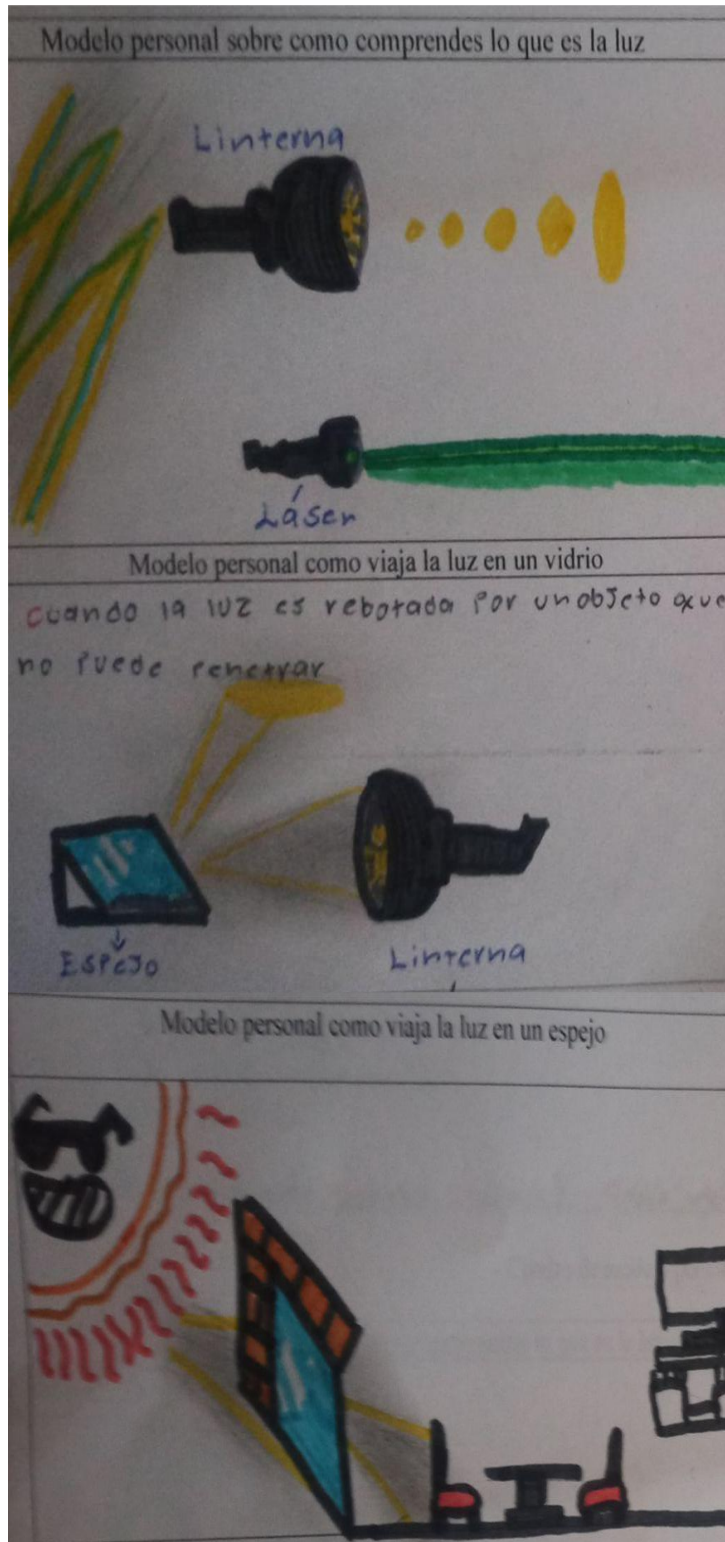 Modelo personal sobre como comprendes lo que es la luz
Linterna
Láser
Modelo personal como viaja la luz en un vidrio
cuando la luz es rebotada por un objeto que
no puede penetrar
ESPEJO
Linterna
Modelo personal como viaja la luz en un espejo